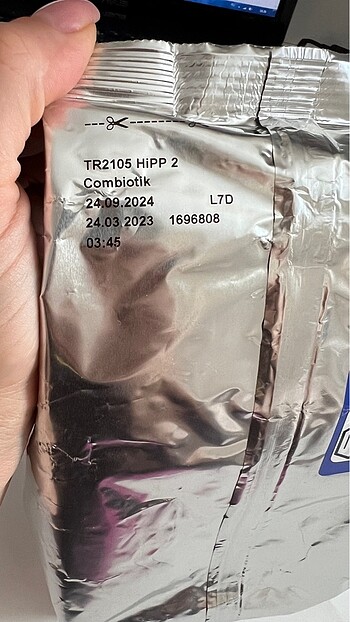 TR2105 HiPP 2
Combiotik
24.09.2024 L7D
24.03.2023 1696808
03:45